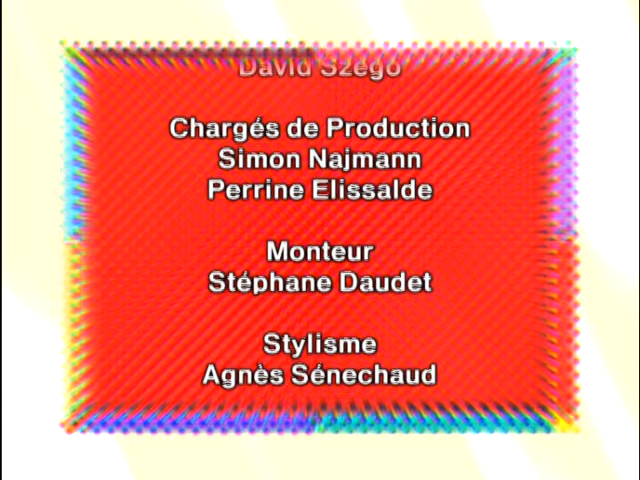 David Szego
Chargés de Production
Simon Najmann
Perrine Elissalde
Monteur
Stéphane Daudet
Stylisme
Agnès Sénechaud